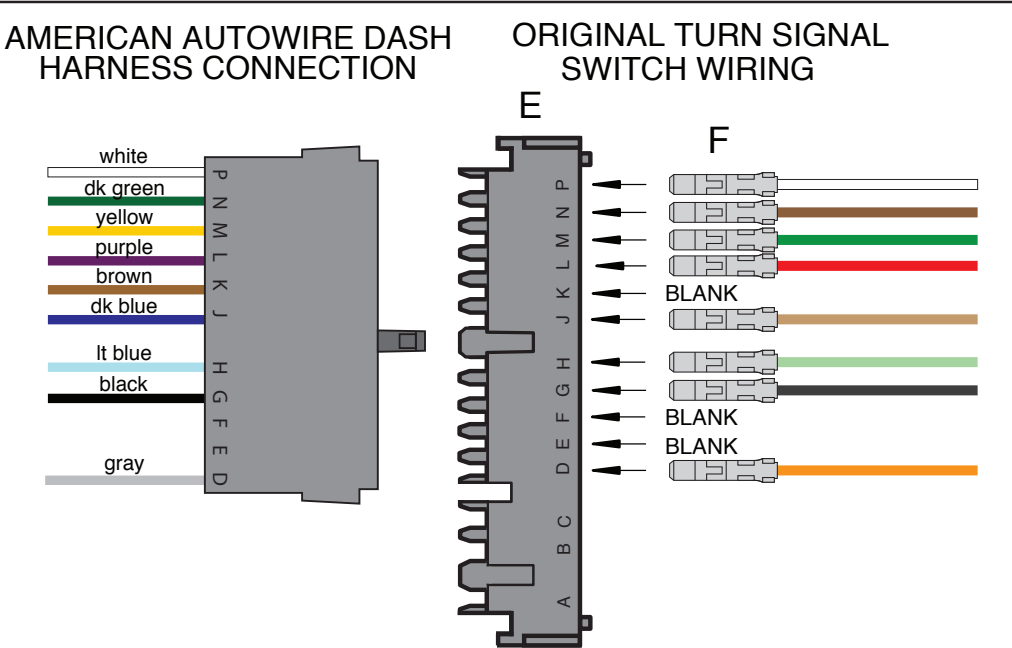 AMERICAN AUTOWIRE DASH
HARNESS CONNECTION
ORIGINAL TURN SIGNAL
SWITCH WIRING
E
F
white
dk green
yellow
purple
brown
dk blue
lt blue
black
gray
P
N
M
L
K
J
H
G
F
E
D
P
N
M
L
K
J
H
G
F
E
D
C
B
A
BLANK
BLANK
BLANK